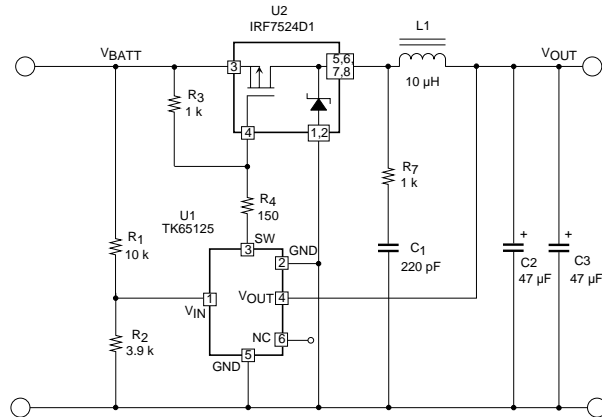 U2
IRF7524D1
L1
VBATT
3
5,6,
7,8
VOUT
10 µH
R3
1 k
4
1,2
R7
1 k
R4
150
U1
TK65125
SW
3
GND
2
R1
10 k
C1
220 pF
+
C2
47 µF
+
C3
47 µF
1
VIN
VOUT
4
NC
6
R2
3.9 k
GND
5